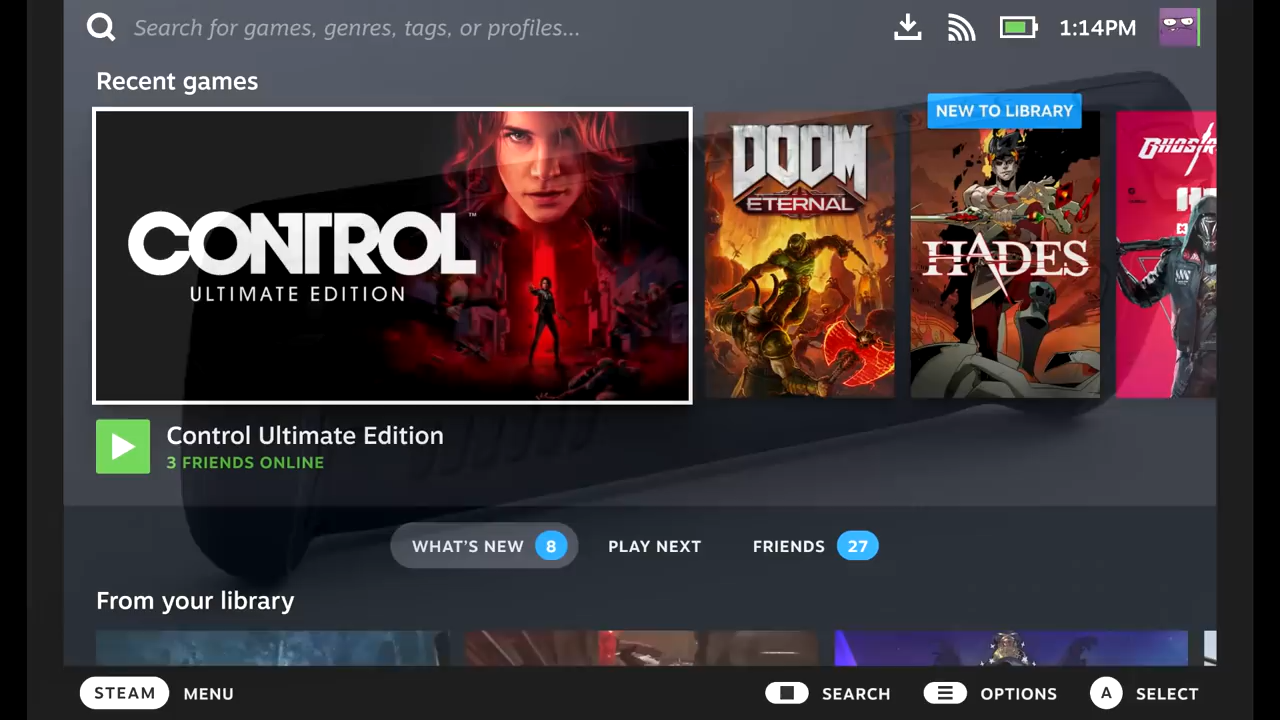 Search for games, genres, tags, or profiles...
1:14PM
Recent games
NEW TO LIBRARY
CONTROL™
ULTIMATE EDITION
DOOM
ETERNAL
HADES
Control Ultimate Edition
3 FRIENDS ONLINE
WHAT'S NEW 8
PLAY NEXT
FRIENDS 27
From your library
STEAM MENU
SEARCH
OPTIONS
A SELECT